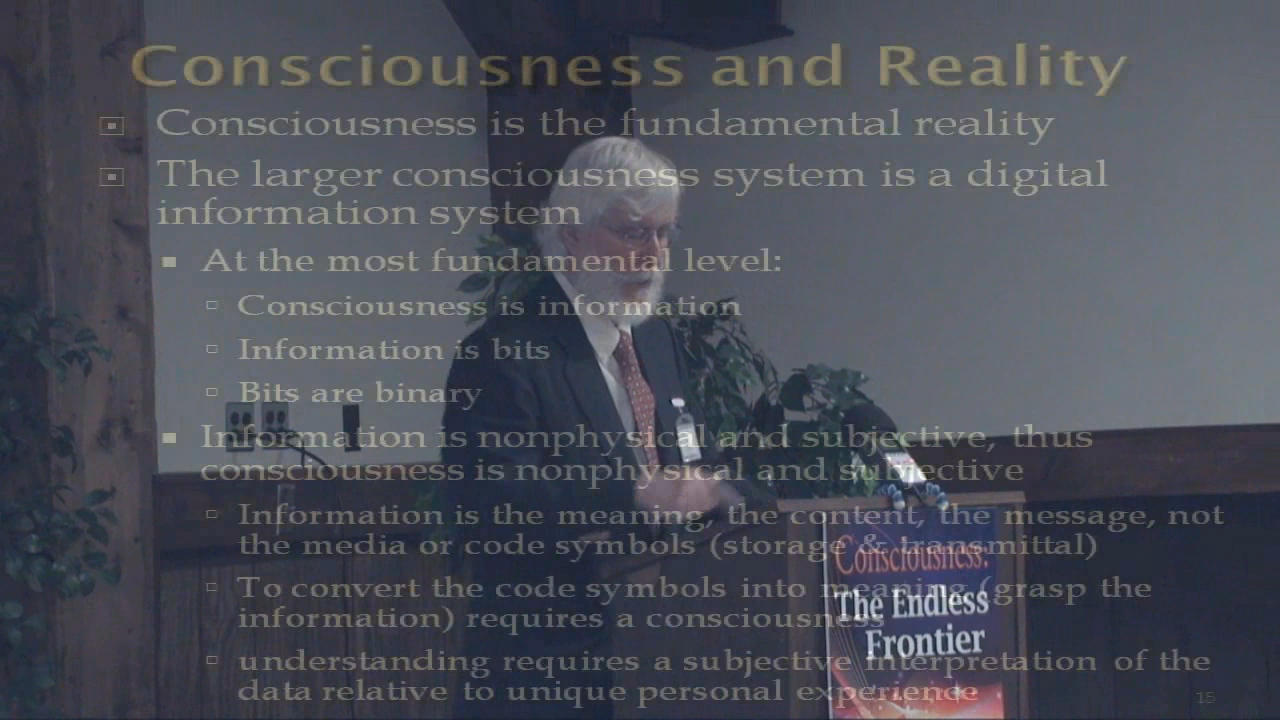 Consciousness and Reality
Consciousness is the fundamental reality
The larger consciousness system is a digital
information system
At the most fundamental level:
Consciousness is information
Information is bits
Bits are binary
Information is nonphysical and subjective, thus
consciousness is nonphysical and subjective
Information is the meaning, the content, the message, not
the media or code symbols (storage & transmittal)
To convert the code symbols into meaning (grasp the
information) requires a consciousness
understanding requires a subjective interpretation of the
data relative to unique personal experience
15
Consciousness:
The Endless
Frontier